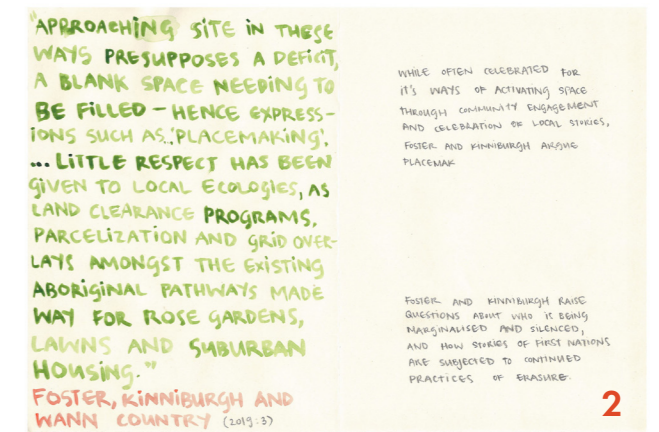 "APPROACHING SITE IN THESE
WAYS PRESUPPOSES A DEFICIT,
A BLANK SPACE NEEDING TO
BE FILLED – HENCE EXPRESS-
IONS SUCH AS 'PLACEMAKING'.
... LITTLE RESPECT HAS BEEN
GIVEN TO LOCAL ECOLOGIES, AS
LAND CLEARANCE PROGRAMS,
PARCELIZATION AND GRID OVER-
LAYS AMONGST THE EXISTING
ABORIGINAL PATHWAYS MADE
WAY FOR ROSE GARDENS,
LAWNS AND SUBURBAN
HOUSING."
FOSTER, KINNIBURGH AND
WANN COUNTRY (2019:3)
WHILE OFTEN CELEBRATED FOR
IT'S WAYS OF ACTIVATING SPACE
THROUGH COMMUNITY ENGAGEMENT
AND CELEBRATION OF LOCAL STORIES,
FOSTER AND KINNIBURGH ARGUE
PLACEMAK
FOSTER AND KINNIBURGH RAISE
QUESTIONS ABOUT WHO IS BEING
MARGINALISED AND SILENCED,
AND HOW STORIES OF FIRST NATIONS
ARE SUBJECTED TO CONTINUED
PRACTICES OF ERASURE.
2